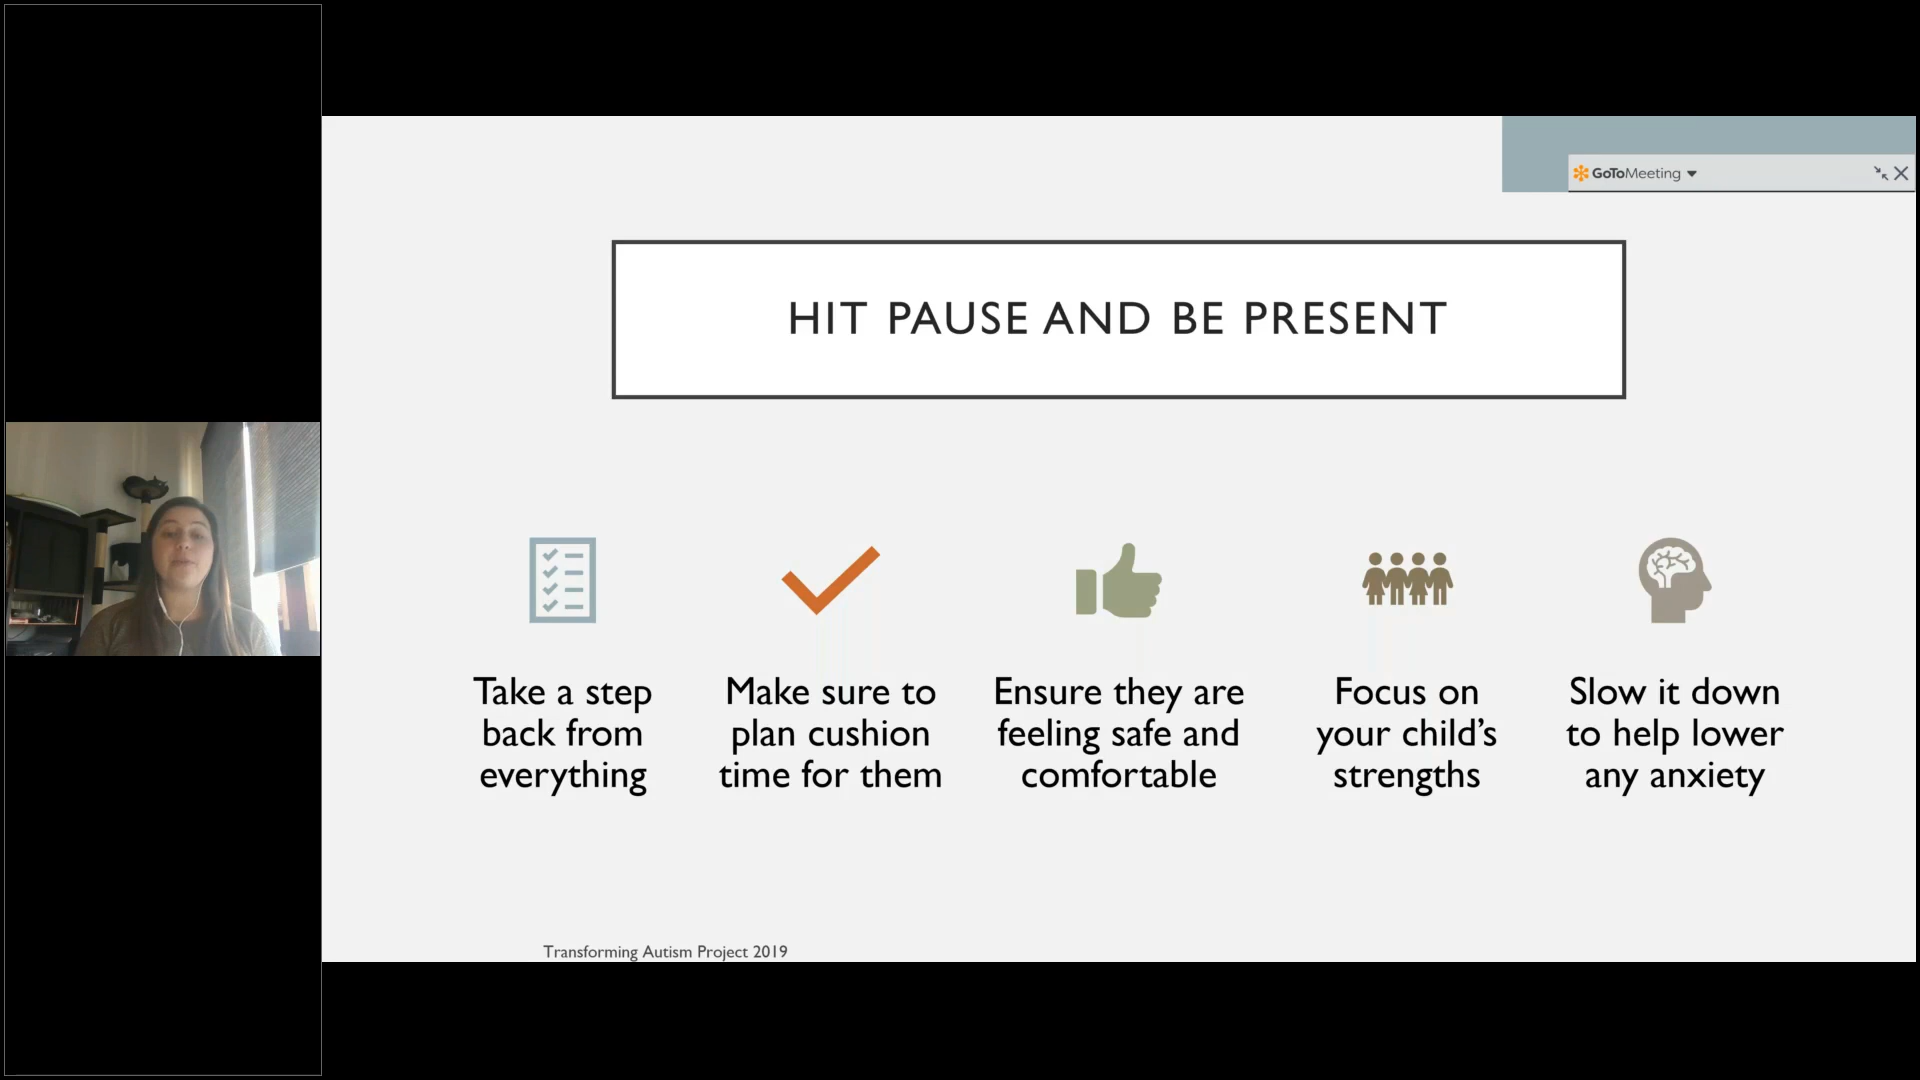 GoToMeeting
HIT PAUSE AND BE PRESENT
Take a step
back from
everything
Make sure to
plan cushion
time for them
Ensure they are
feeling safe and
comfortable
Focus on
your child's
strengths
Slow it down
to help lower
any anxiety
Transforming Autism Project 2019